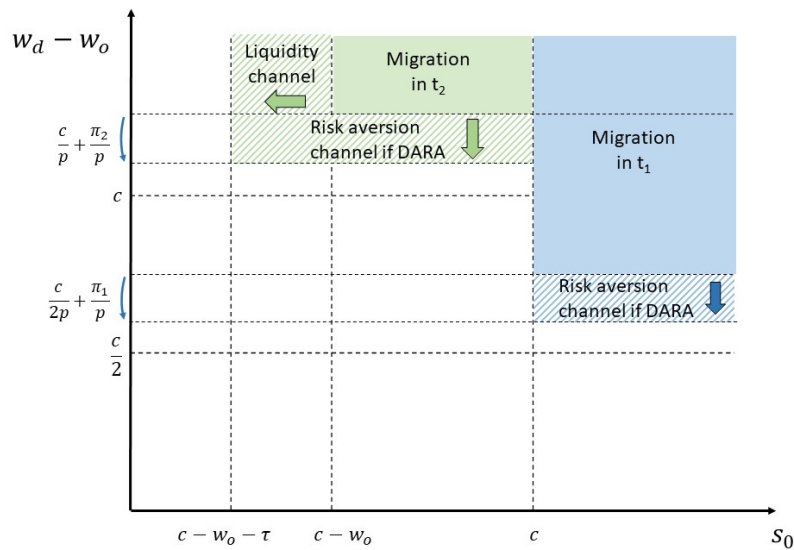 w_d − w_o
Liquidity
channel
Migration
in t₂
Migration
in t₁
Risk aversion
channel if DARA
c/p + π₂/p
c
c/2p + π₁/p
Risk aversion
channel if DARA
c/2
c − w_o − τ
c − w_o
c
s₀